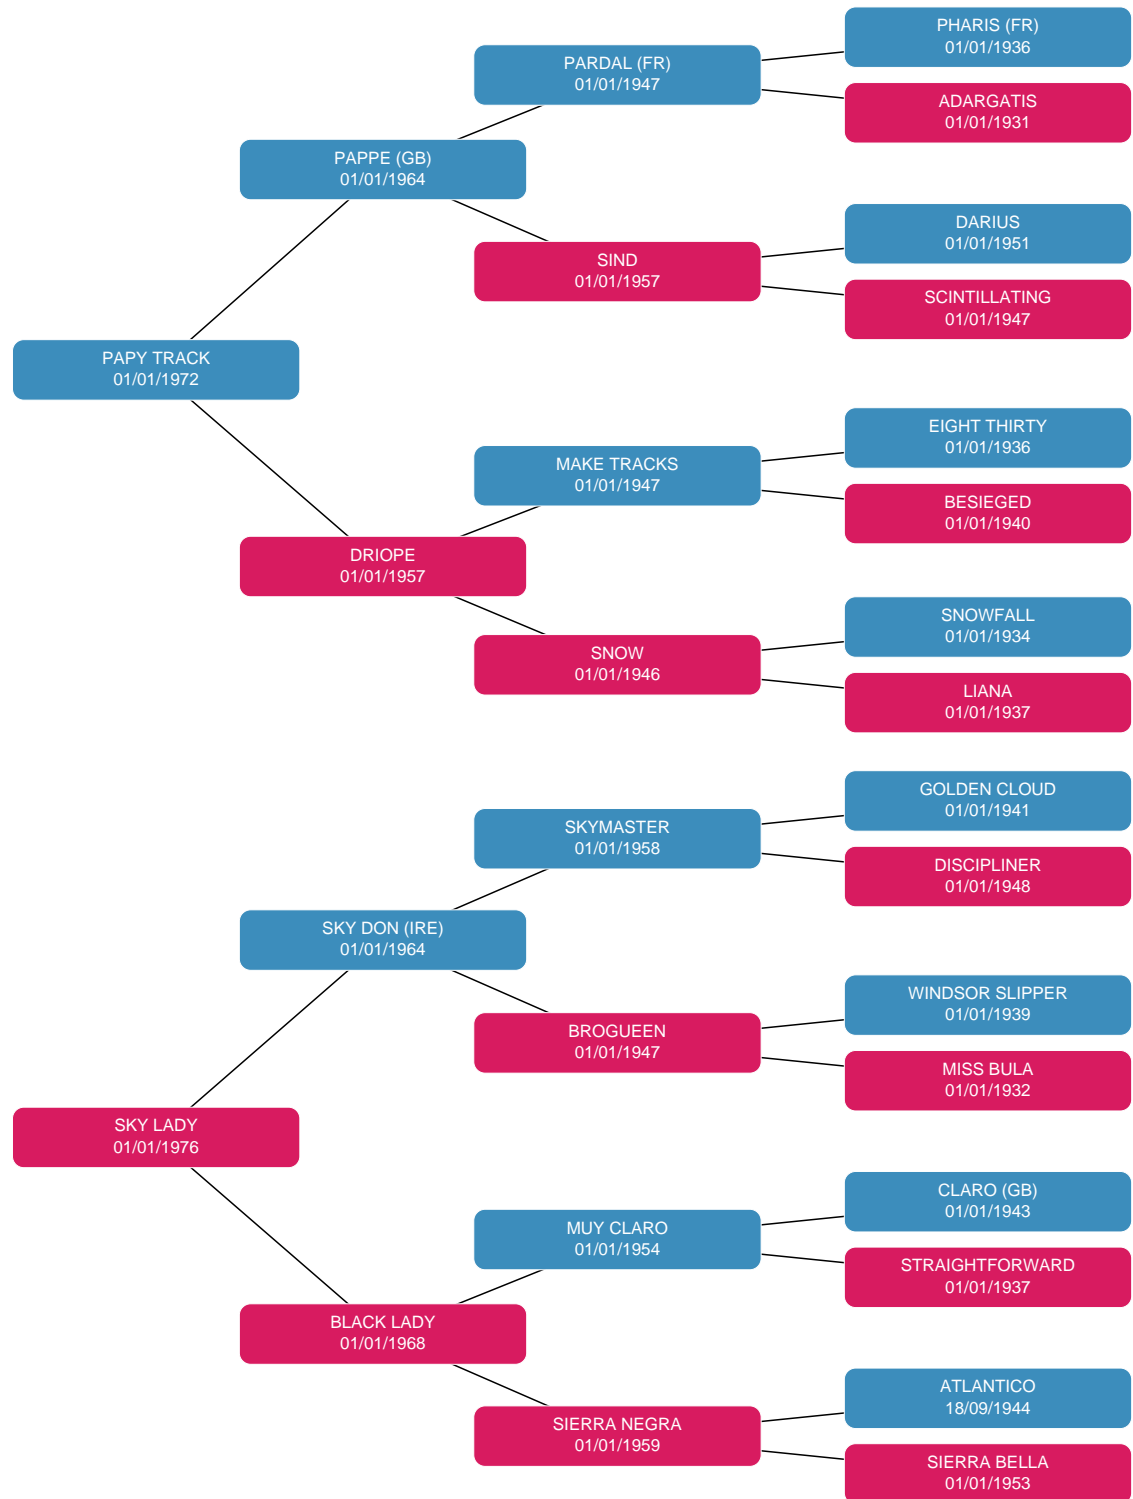 PHARIS (FR)
01/01/1936
PARDAL (FR)
01/01/1947
ADARGATIS
01/01/1931
PAPPE (GB)
01/01/1964
DARIUS
01/01/1951
SIND
01/01/1957
SCINTILLATING
01/01/1947
PAPY TRACK
01/01/1972
EIGHT THIRTY
01/01/1936
MAKE TRACKS
01/01/1947
BESIEGED
01/01/1940
DRIOPE
01/01/1957
SNOWFALL
01/01/1934
SNOW
01/01/1946
LIANA
01/01/1937
GOLDEN CLOUD
01/01/1941
SKYMASTER
01/01/1958
DISCIPLINER
01/01/1948
SKY DON (IRE)
01/01/1964
WINDSOR SLIPPER
01/01/1939
BROGUEEN
01/01/1947
MISS BULA
01/01/1932
SKY LADY
01/01/1976
CLARO (GB)
01/01/1943
MUY CLARO
01/01/1954
STRAIGHTFORWARD
01/01/1937
BLACK LADY
01/01/1968
ATLANTICO
18/09/1944
SIERRA NEGRA
01/01/1959
SIERRA BELLA
01/01/1953